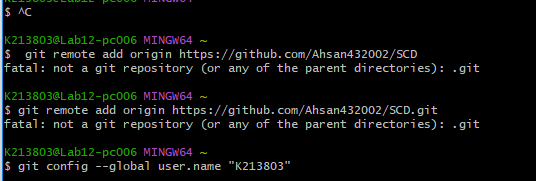 $ ^C
K213803@Lab12-pc006 MINGW64 ~
$  git remote add origin https://github.com/Ahsan432002/SCD
fatal: not a git repository (or any of the parent directories): .git
K213803@Lab12-pc006 MINGW64 ~
$ git remote add origin https://github.com/Ahsan432002/SCD.git
fatal: not a git repository (or any of the parent directories): .git
K213803@Lab12-pc006 MINGW64 ~
$ git config --global user.name "K213803"